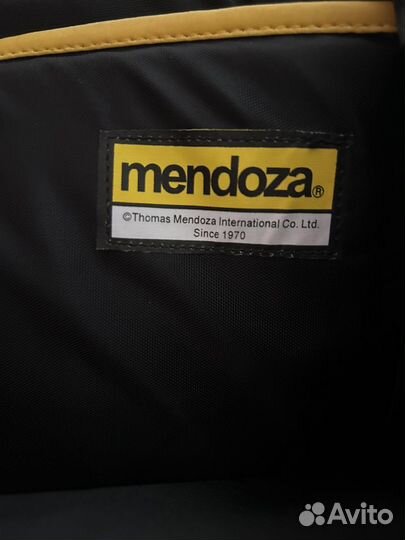 mendoza®
©Thomas Mendoza International Co. Ltd.
Since 1970
Avito